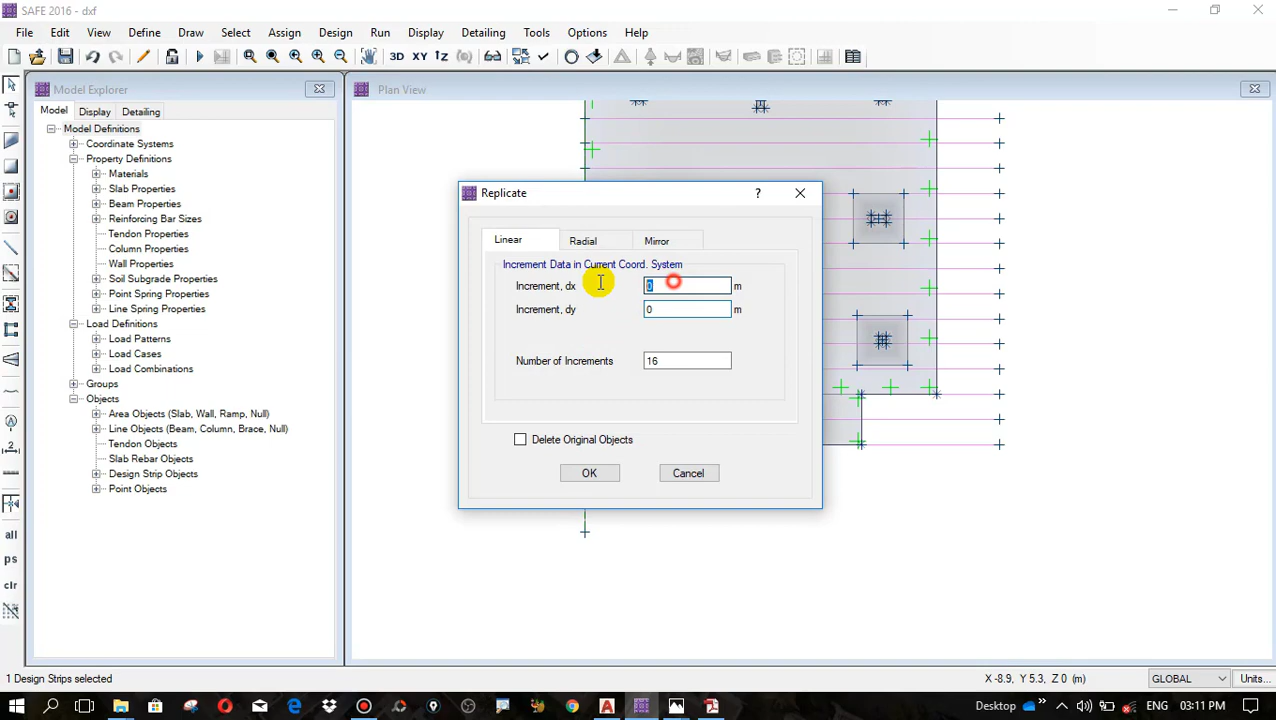 SAFE 2016 - dxf
File Edit View Define Draw Select Assign Design Run Display Detailing Tools Options Help
3D XY
Model Explorer
Plan View
Model Display Detailing
Model Definitions
Coordinate Systems
Property Definitions
Materials
Slab Properties
Beam Properties
Reinforcing Bar Sizes
Tendon Properties
Column Properties
Wall Properties
Soil Subgrade Properties
Point Spring Properties
Line Spring Properties
Load Definitions
Load Patterns
Load Cases
Load Combinations
Groups
Objects
Area Objects (Slab, Wall, Ramp, Null)
Line Objects (Beam, Column, Brace, Null)
Tendon Objects
Slab Rebar Objects
Design Strip Objects
Point Objects
all
ps
clr
Replicate ?
Linear Radial Mirror
Increment Data in Current Coord. System
Increment, dx 0 m
Increment, dy 0 m
Number of Increments 16
Delete Original Objects
OK Cancel
1 Design Strips selected
X -8.9, Y 5.3, Z 0 (m)
GLOBAL
Units...
Desktop
ENG 03:11 PM